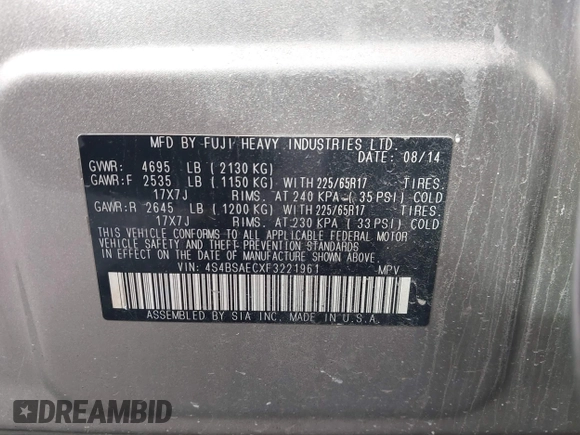 MFD BY FUJI HEAVY INDUSTRIES LTD.
DATE: 08/14
GVWR: 4695 LB ( 2130 KG)
GAWR:F 2535 LB ( 1150 KG) WITH 225/65R17 TIRES.
17X7J RIMS. AT 240 KPA ( 35 PSI) COLD
GAWR:R 2645 LB ( 1200 KG) WITH 225/65R17 TIRES.
17X7J RIMS. AT 230 KPA ( 33 PSI) COLD
THIS VEHICLE CONFORMS TO ALL APPLICABLE FEDERAL MOTOR
VEHICLE SAFETY AND THEFT PREVENTION STANDARDS
IN EFFECT ON THE DATE OF MANUFACTURE SHOWN ABOVE.
VIN: 4S4BSAECXF3221961 MPV
ASSEMBLED BY SIA INC. MADE IN U.S.A.
DREAMBID